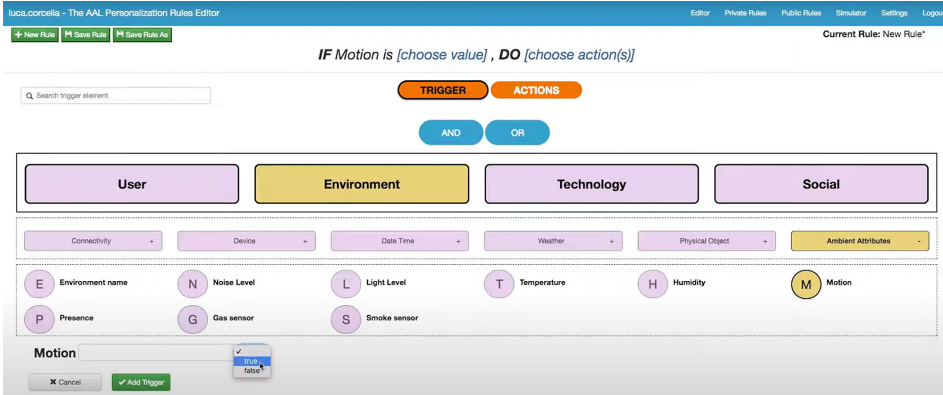 luca.corcella - The AAL Personalization Rules Editor Editor Private Rules Public Rules Simulator Settings Logou
+ New Rule Save Rule Save Rule As Current Rule: New Rule*
IF Motion is [choose value] , DO [choose action(s)]
Search trigger element
TRIGGER ACTIONS
AND OR
User Environment Technology Social
Connectivity + Device + Date Time + Weather + Physical Object + Ambient Attributes -
E Environment name N Noise Level L Light Level T Temperature H Humidity M Motion
P Presence G Gas sensor S Smoke sensor
Motion
true
false
Cancel Add Trigger